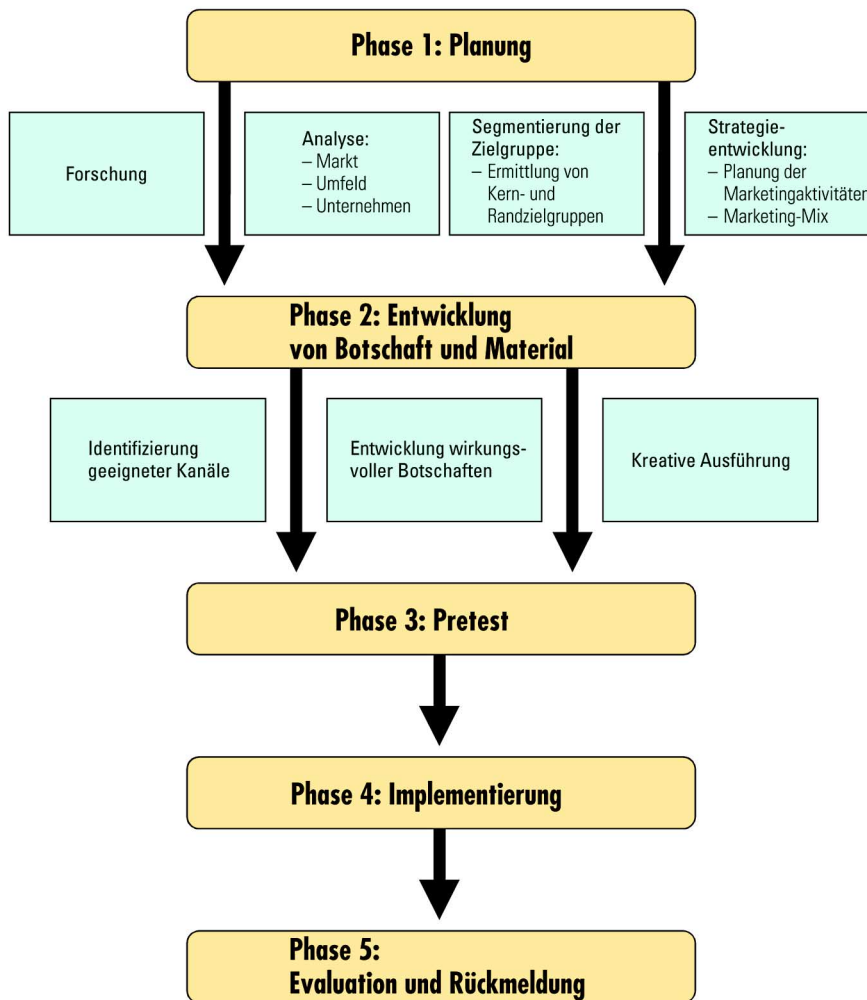 Phase 1: Planung
Forschung
Analyse:
– Markt
– Umfeld
– Unternehmen
Segmentierung der
Zielgruppe:
– Ermittlung von
Kern- und
Randzielgruppen
Strategie-
entwicklung:
– Planung der
Marketingaktivitäten
– Marketing-Mix
Phase 2: Entwicklung
von Botschaft und Material
Identifizierung
geeigneter Kanäle
Entwicklung wirkungs-
voller Botschaften
Kreative Ausführung
Phase 3: Pretest
Phase 4: Implementierung
Phase 5:
Evaluation und Rückmeldung